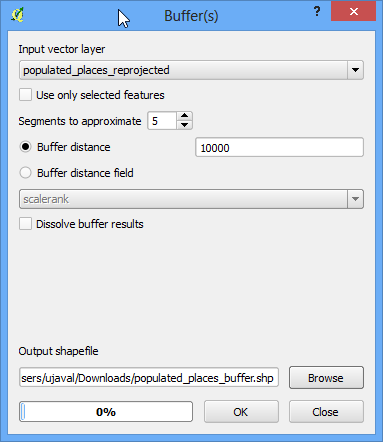 Buffer(s)
?
Input vector layer
populated_places_reprojected
Use only selected features
Segments to approximate 5
Buffer distance 10000
Buffer distance field
scalerank
Dissolve buffer results
Output shapefile
sers/ujaval/Downloads/populated_places_buffer.shp Browse
0% OK Close